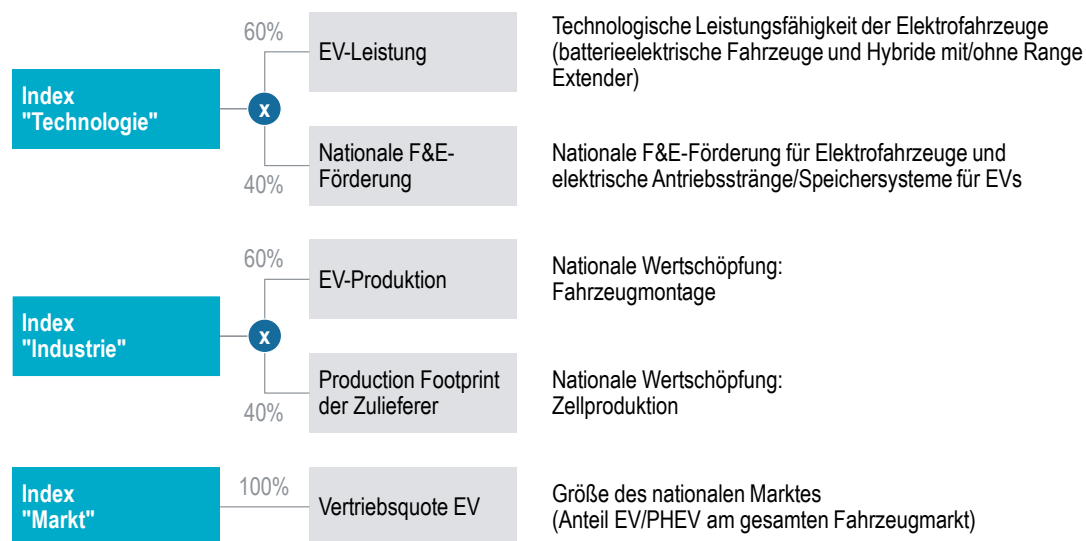 60%
EV-Leistung
Technologische Leistungsfähigkeit der Elektrofahrzeuge
(batterieelektrische Fahrzeuge und Hybride mit/ohne Range
Extender)
Index
"Technologie"
x
Nationale F&E-
Förderung
40%
Nationale F&E-Förderung für Elektrofahrzeuge und
elektrische Antriebsstränge/Speichersysteme für EVs
60%
EV-Produktion
Nationale Wertschöpfung:
Fahrzeugmontage
Index
"Industrie"
x
Production Footprint
der Zulieferer
40%
Nationale Wertschöpfung:
Zellproduktion
Index
"Markt"
100%
Vertriebsquote EV
Größe des nationalen Marktes
(Anteil EV/PHEV am gesamten Fahrzeugmarkt)